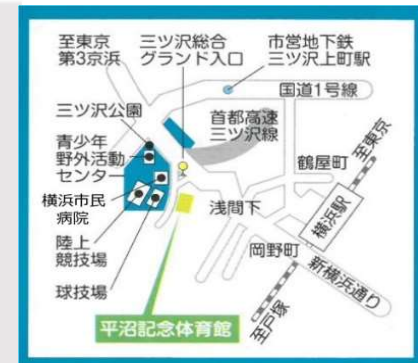 至東京
第3京浜
三ツ沢総合
グランド入口
市営地下鉄
三ツ沢上町駅
国道1号線
三ツ沢公園
首都高速
三ツ沢線
青少年
野外活動
センター
鶴屋町
至東京
横浜市民
病院
浅間下
横浜駅
陸上
競技場
岡野町
新横浜通り
球技場
至戸塚
平沼記念体育館